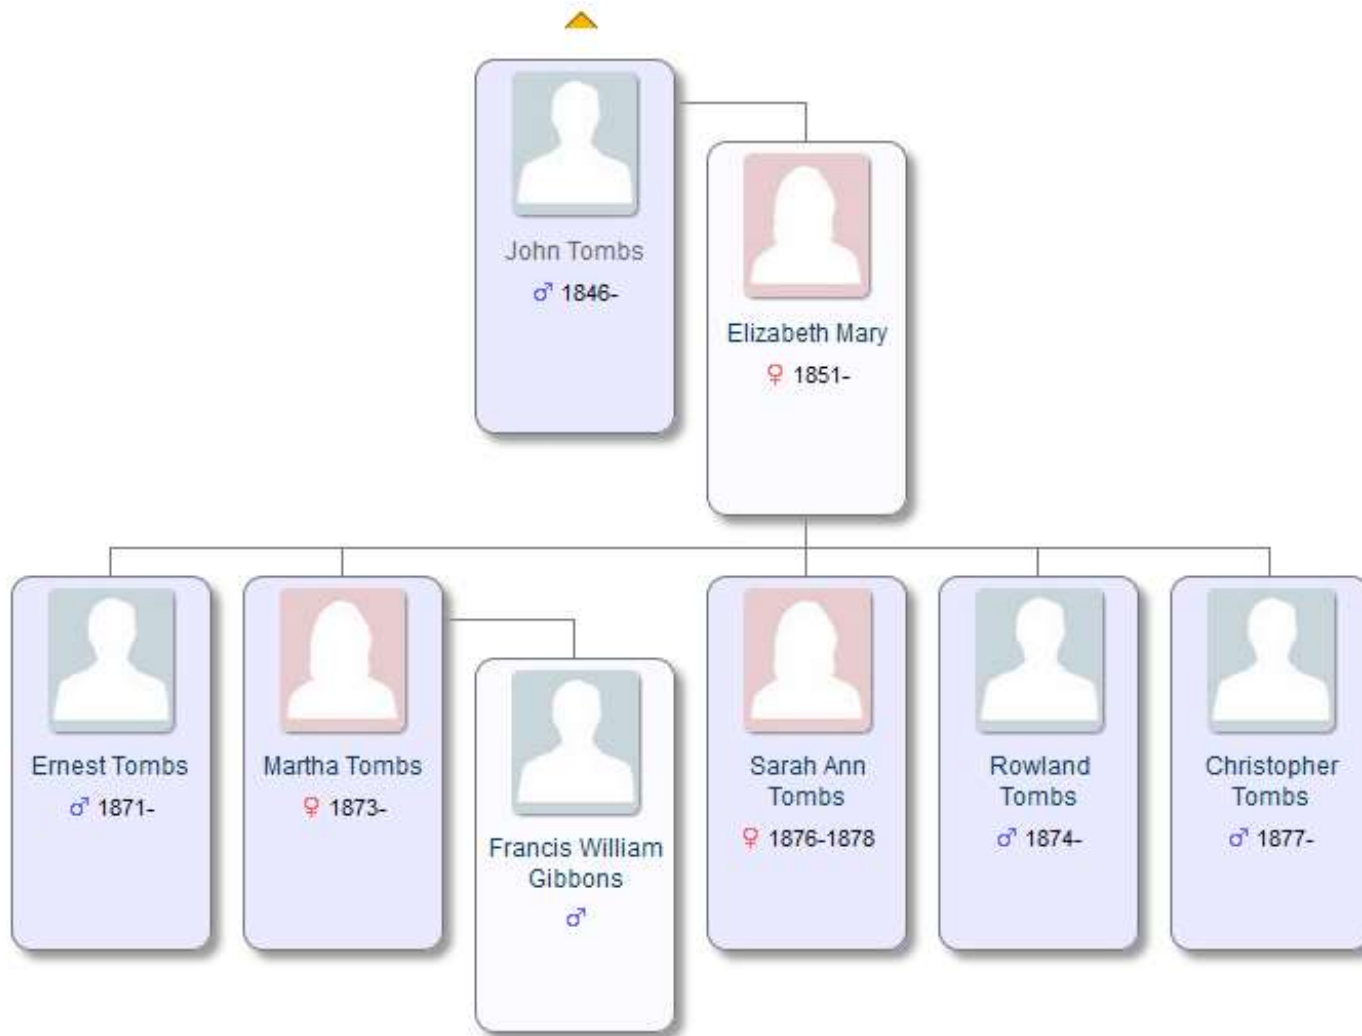 John Tombs
♂ 1846-
Elizabeth Mary
♀ 1851-
Ernest Tombs
♂ 1871-
Martha Tombs
♀ 1873-
Francis William
Gibbons
♂
Sarah Ann
Tombs
♀ 1876-1878
Rowland
Tombs
♂ 1874-
Christopher
Tombs
♂ 1877-